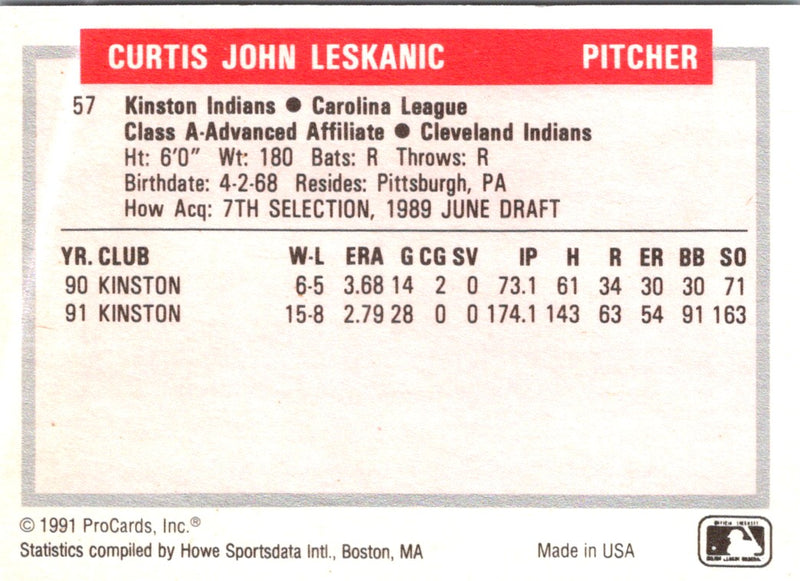 CURTIS JOHN LESKANIC PITCHER
57 Kinston Indians ● Carolina League
Class A-Advanced Affiliate ● Cleveland Indians
Ht: 6'0" Wt: 180 Bats: R Throws: R
Birthdate: 4-2-68 Resides: Pittsburgh, PA
How Acq: 7TH SELECTION, 1989 JUNE DRAFT
YR. CLUB W-L ERA G CG SV IP H R ER BB SO
90 KINSTON 6-5 3.68 14 2 0 73.1 61 34 30 30 71
91 KINSTON 15-8 2.79 28 0 0 174.1 143 63 54 91 163
© 1991 ProCards, Inc.®
Statistics compiled by Howe Sportsdata Intl., Boston, MA Made in USA